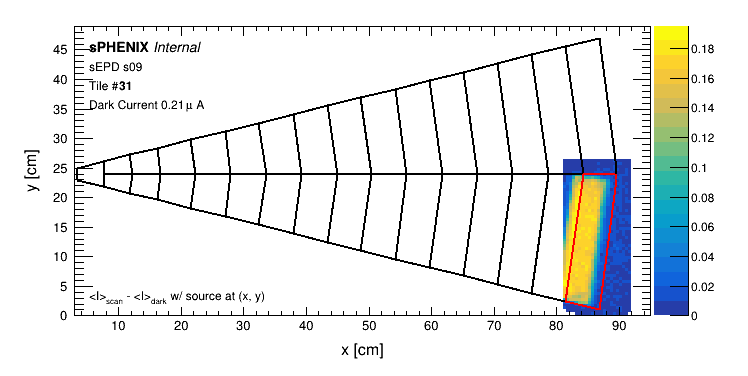 sPHENIX Internal
sEPD s09
Tile #31
Dark Current 0.21 μ A
<I>scan - <I>dark w/ source at (x, y)
y [cm]
45
40
35
30
25
20
15
10
5
0
10 20 30 40 50 60 70 80 90
x [cm]
0.18
0.16
0.14
0.12
0.1
0.08
0.06
0.04
0.02
0